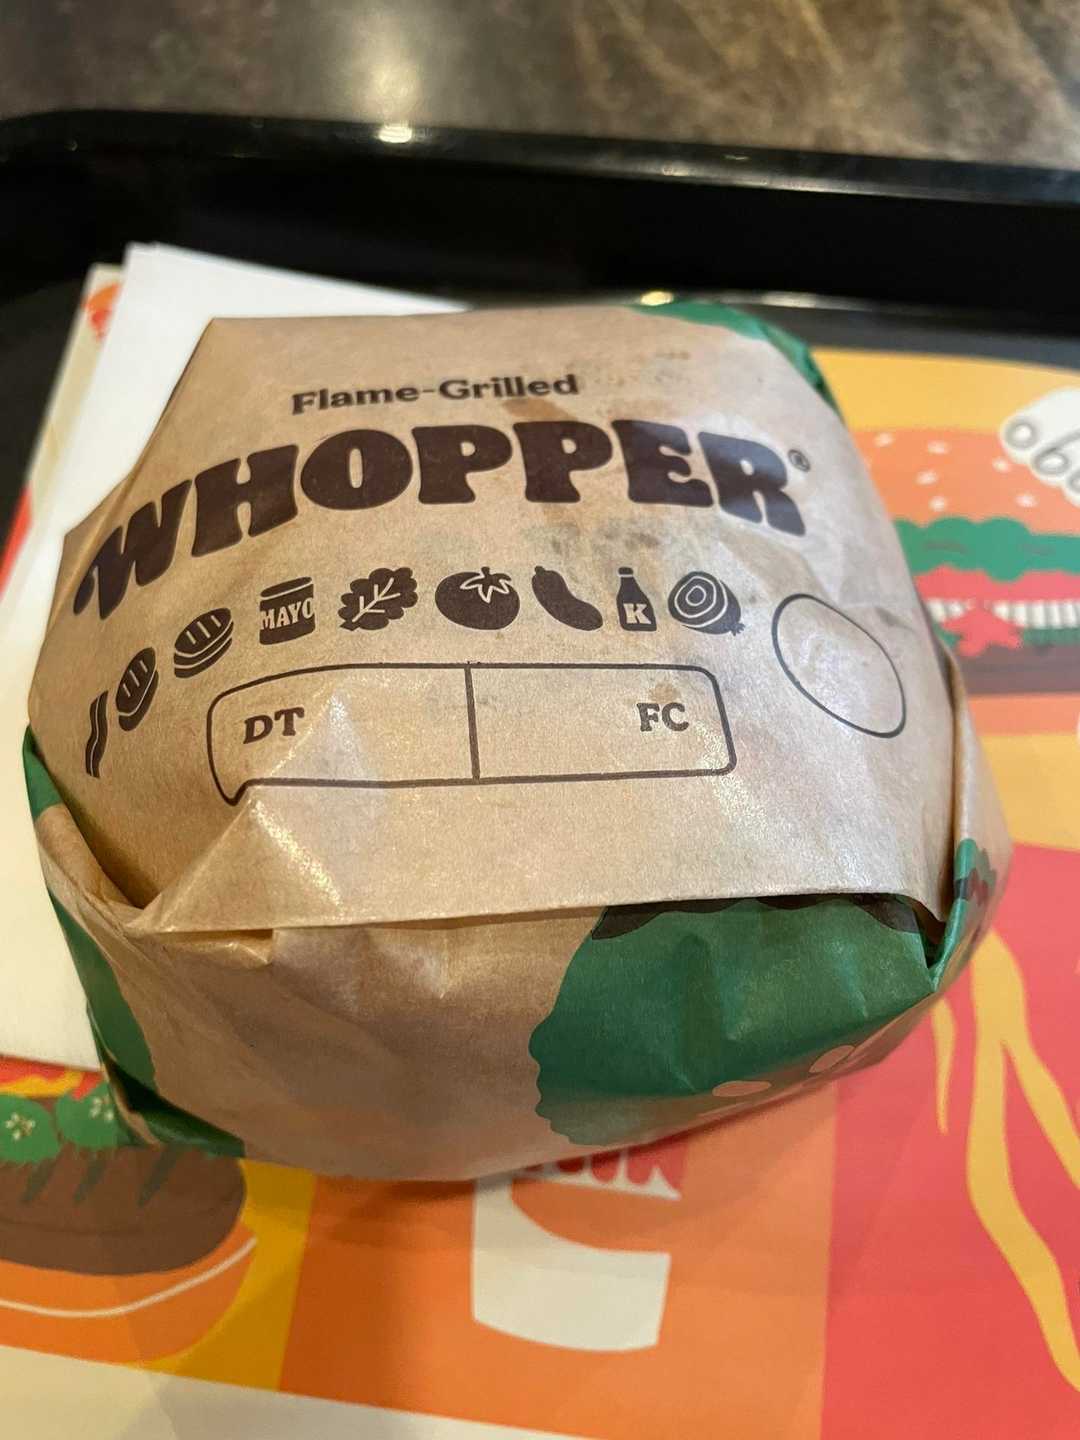 Flame-Grilled
WHOPPER®
MAYO
K
DT
FC